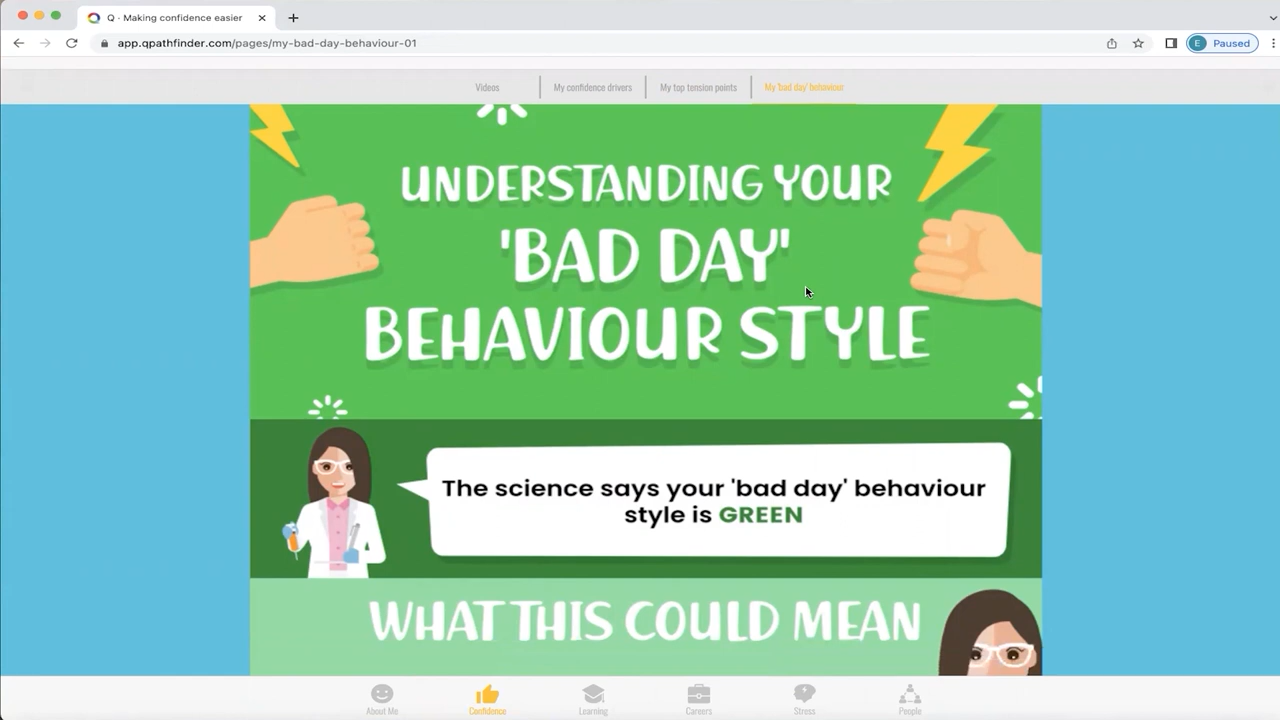 Q - Making confidence easier
app.qpathfinder.com/pages/my-bad-day-behaviour-01
E Paused
Videos
My confidence drivers
My top tension points
My 'bad day' behaviour
UNDERSTANDING YOUR
'BAD DAY'
BEHAVIOUR STYLE
The science says your 'bad day' behaviour
style is GREEN
WHAT THIS COULD MEAN
About Me
Confidence
Learning
Careers
Stress
People